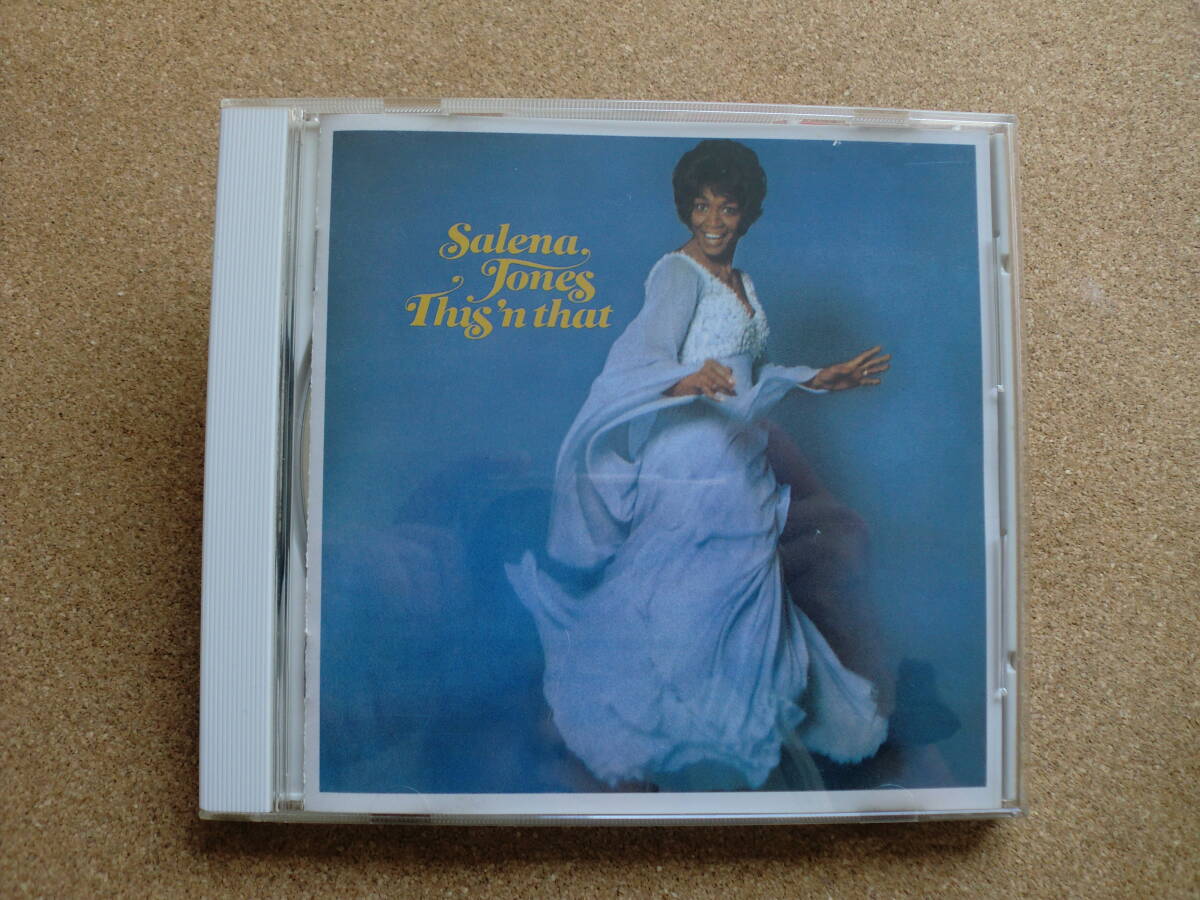 Salena
Jones
This 'n that